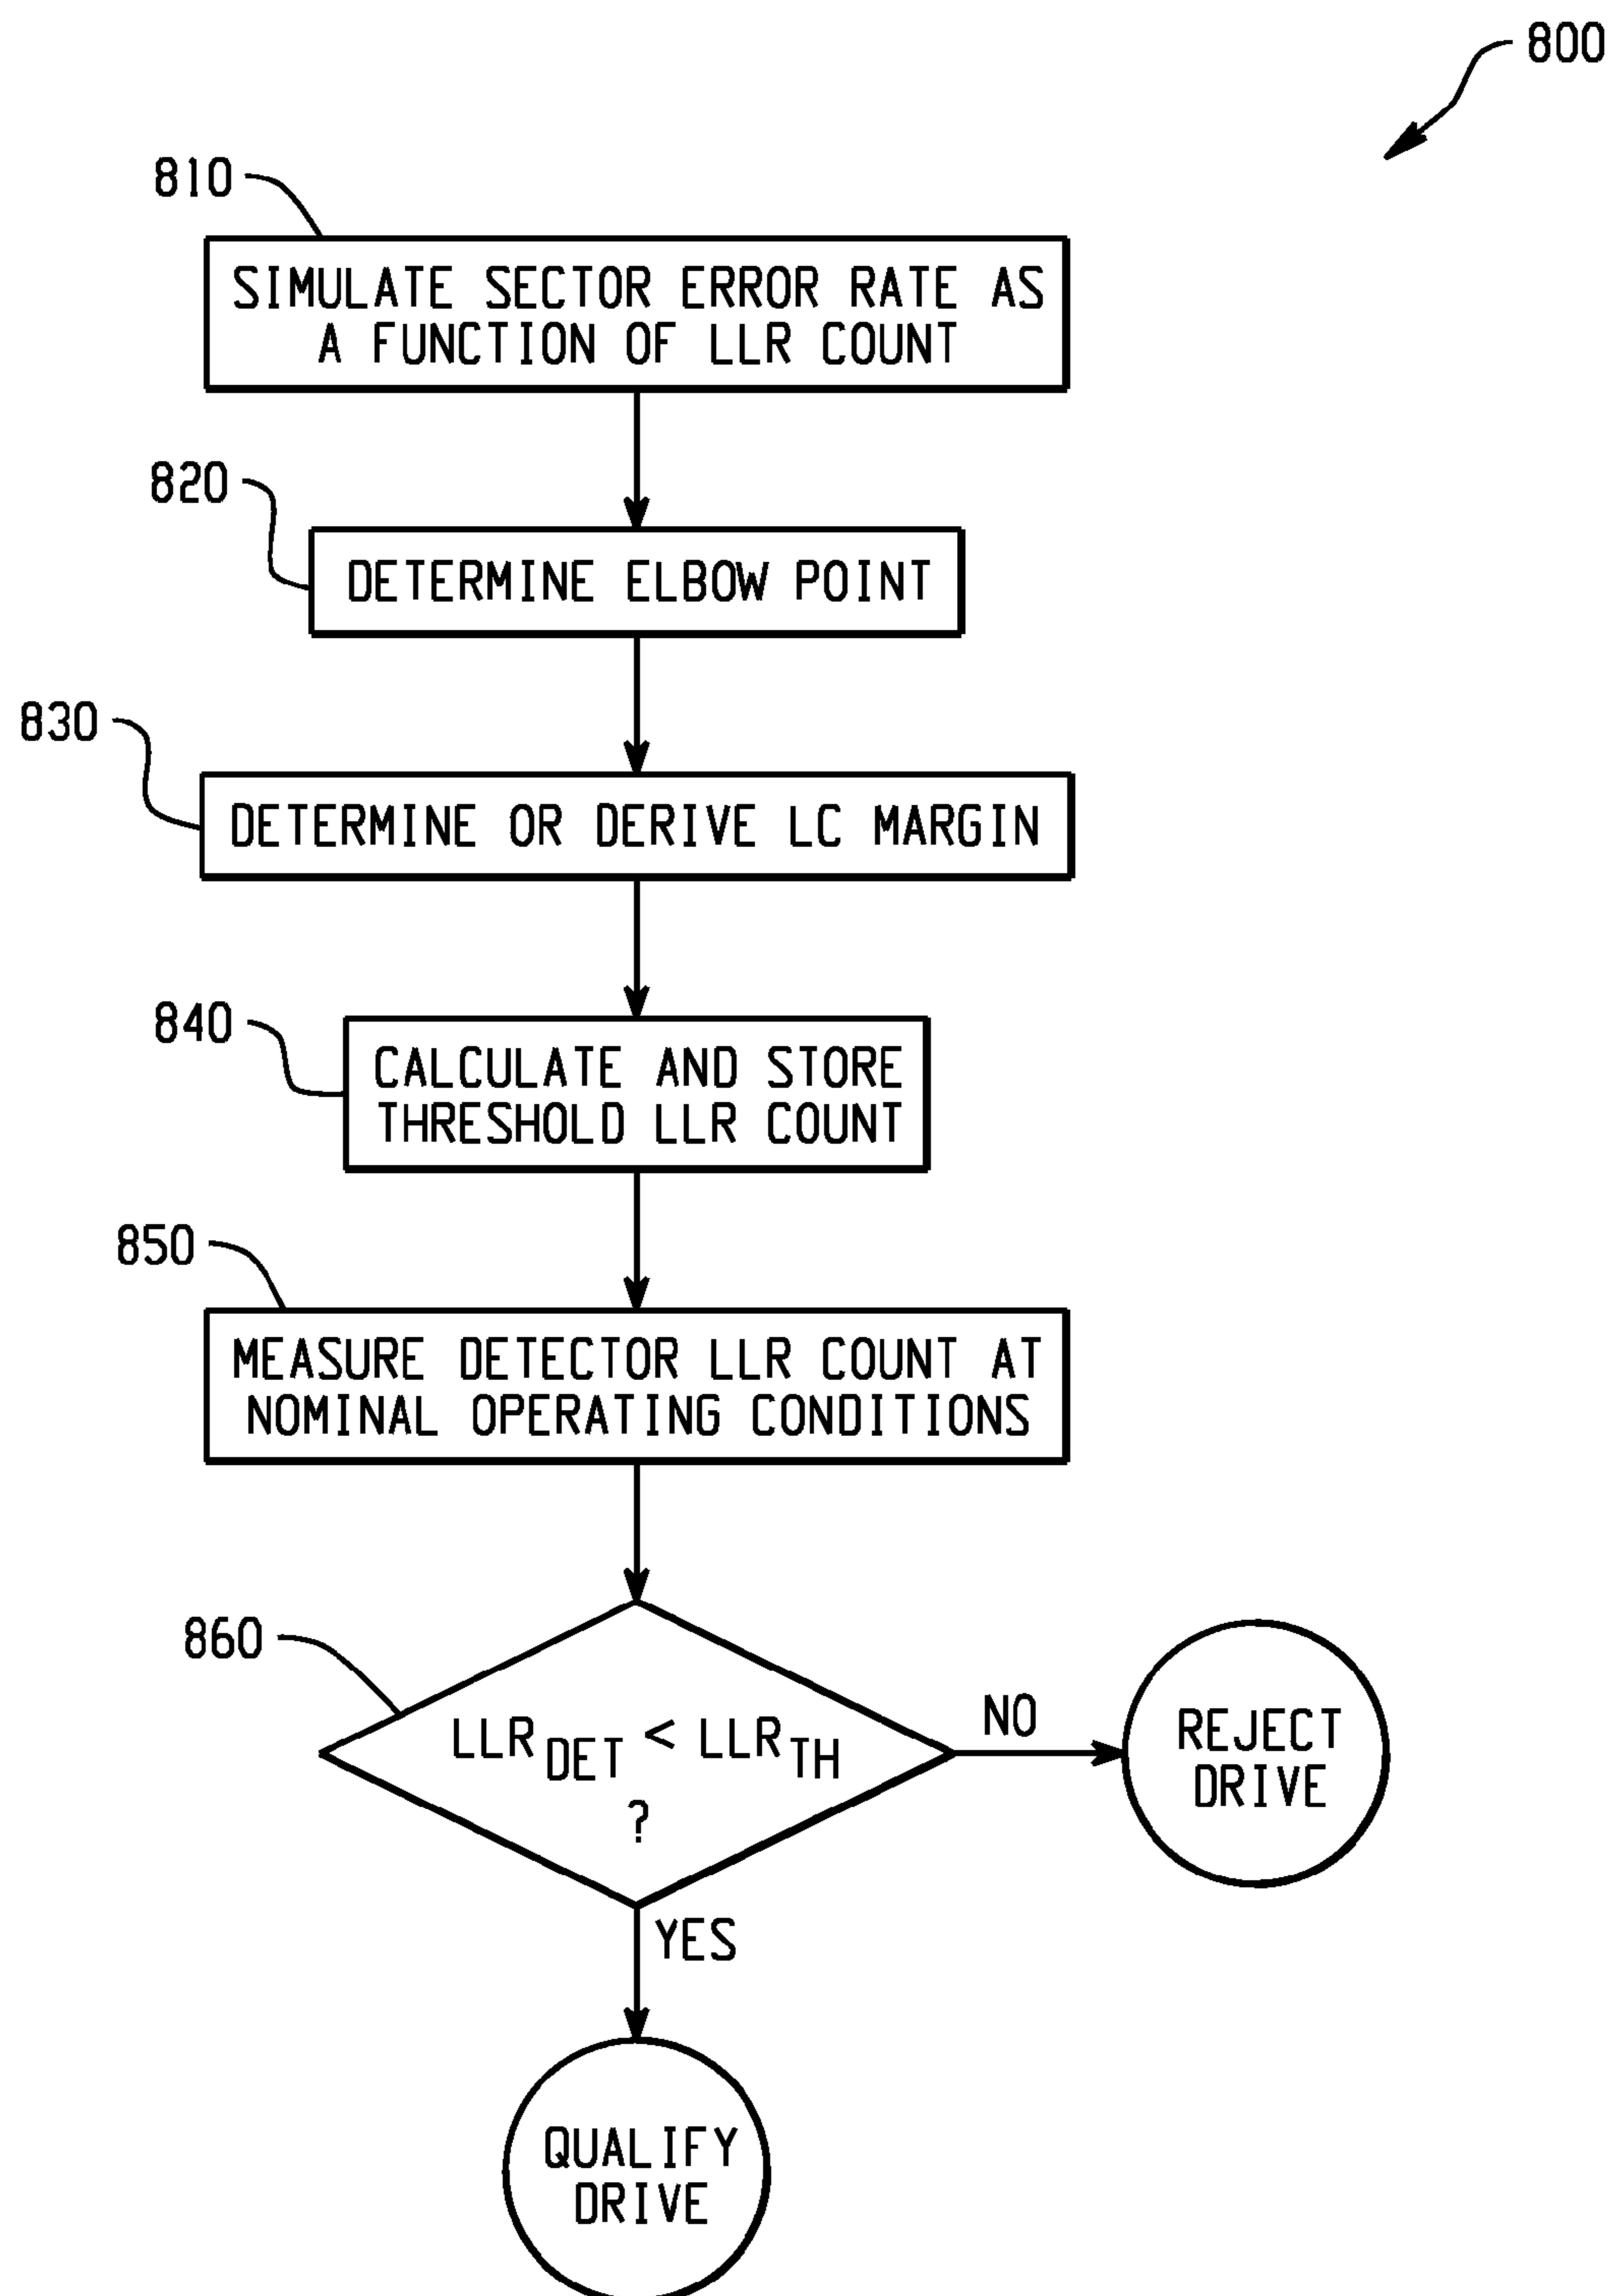 800
810
SIMULATE SECTOR ERROR RATE AS
A FUNCTION OF LLR COUNT
820
DETERMINE ELBOW POINT
830
DETERMINE OR DERIVE LC MARGIN
840
CALCULATE AND STORE
THRESHOLD LLR COUNT
850
MEASURE DETECTOR LLR COUNT AT
NOMINAL OPERATING CONDITIONS
860
LLR DET < LLR TH
?
NO
REJECT
DRIVE
YES
QUALIFY
DRIVE